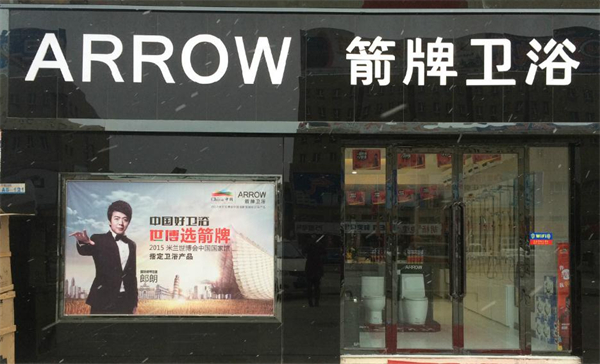 ARROW 箭牌卫浴
ARROW
箭牌卫浴
中国好卫浴
世博选箭牌
2015 米兰世博会中国国家馆
指定卫浴产品
郎朗
WiFi
ARROW